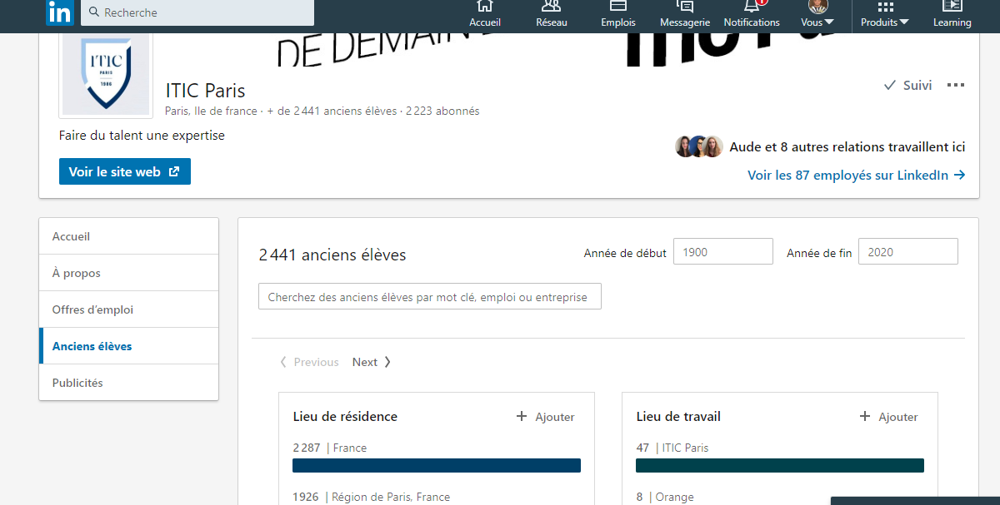 in
Recherche
Accueil
Réseau
Emplois
Messagerie
1
Notifications
Vous
Produits
Learning
DE DEMAIN
ITIC
PARIS
1986
ITIC Paris
Suivi
Paris, Ile de france · + de 2 441 anciens élèves · 2 223 abonnés
Faire du talent une expertise
Aude et 8 autres relations travaillent ici
Voir le site web
Voir les 87 employés sur LinkedIn
Accueil
À propos
Offres d'emploi
Anciens élèves
Publicités
2 441 anciens élèves
Année de début
1900
Année de fin
2020
Cherchez des anciens élèves par mot clé, emploi ou entreprise
Previous
Next
Lieu de résidence
+ Ajouter
2 287 | France
1926 | Région de Paris, France
Lieu de travail
+ Ajouter
47 | ITIC Paris
8 | Orange